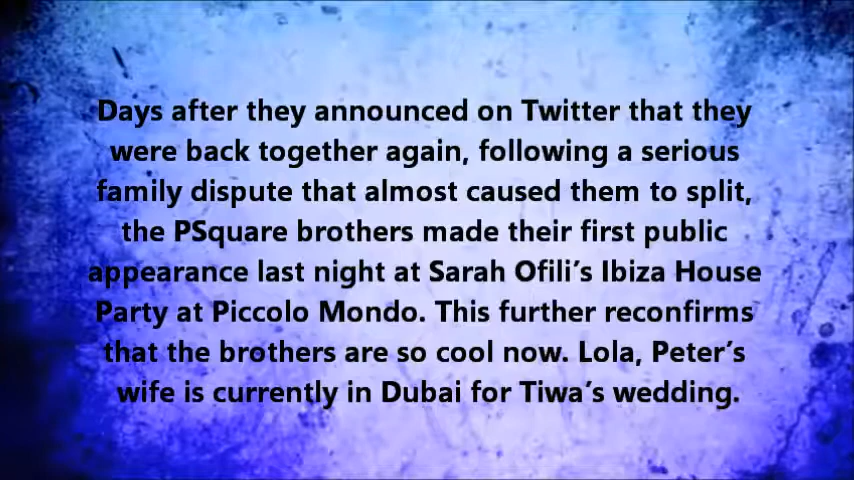 Days after they announced on Twitter that they
were back together again, following a serious
family dispute that almost caused them to split,
the PSquare brothers made their first public
appearance last night at Sarah Ofili’s Ibiza House
Party at Piccolo Mondo. This further reconfirms
that the brothers are so cool now. Lola, Peter’s
wife is currently in Dubai for Tiwa’s wedding.